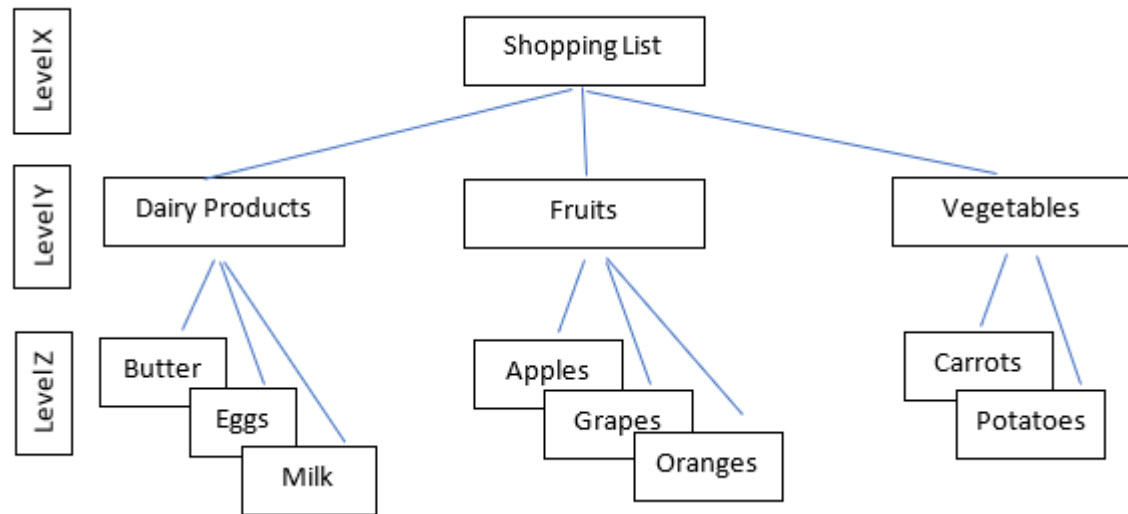 Level X
Shopping List
Level Y
Dairy Products
Fruits
Vegetables
Level Z
Butter
Eggs
Milk
Apples
Grapes
Oranges
Carrots
Potatoes